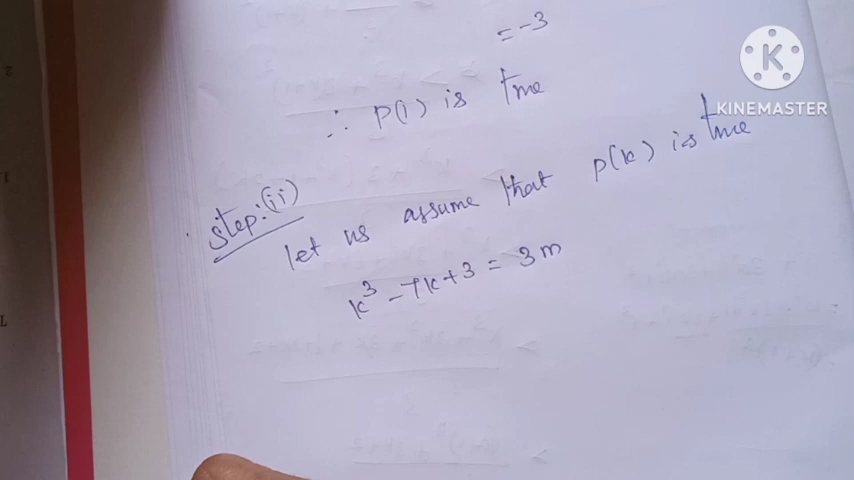 = -3
∴ P(1) is true
Step:(ii)
let us assume that p(k) is true
k³ - 7k + 3 = 3m
KINEMASTER